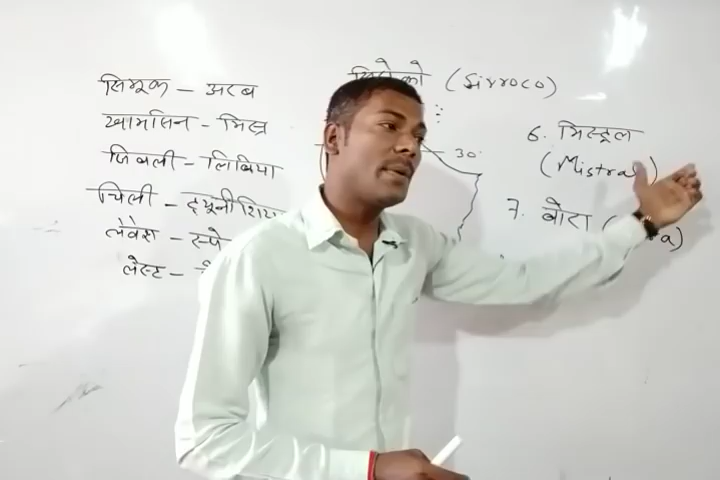 सिमूक - अरब
खामसिन - मिस्र
जिबली - लिबिया
चिली - ट्यूनीशिया
लेवेश - स्पे
लेस्ट -
(Sirroco)
30
6. मिस्ट्रल
(Mistral)
7. बोरा